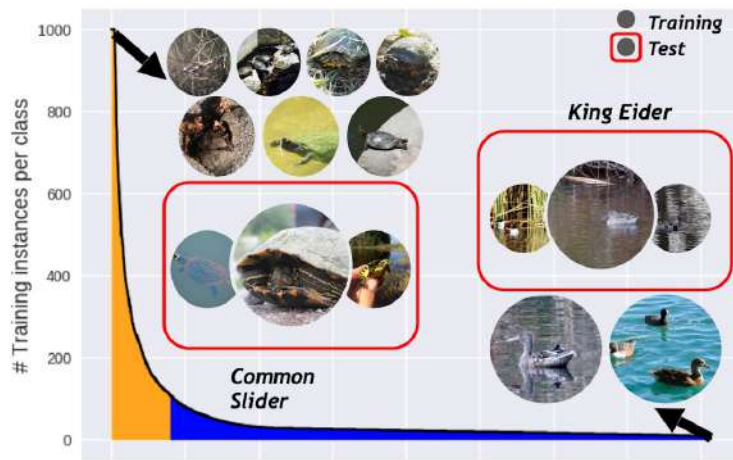 # Training instances per class
1000
800
600
400
200
0
Training
Test
King Eider
Common
Slider